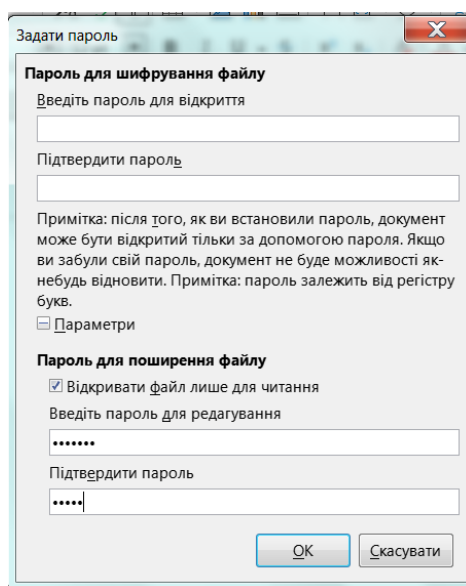 Задати пароль
Пароль для шифрування файлу
Введіть пароль для відкриття
Підтвердити пароль
Примітка: після того, як ви встановили пароль, документ
може бути відкритий тільки за допомогою пароля. Якщо
ви забули свій пароль, документ не буде можливості як-
небудь відновити. Примітка: пароль залежить від регістру
букв.
Параметри
Пароль для поширення файлу
Відкривати файл лише для читання
Введіть пароль для редагування
•••••••
Підтвердити пароль
•••••
ОК
Скасувати